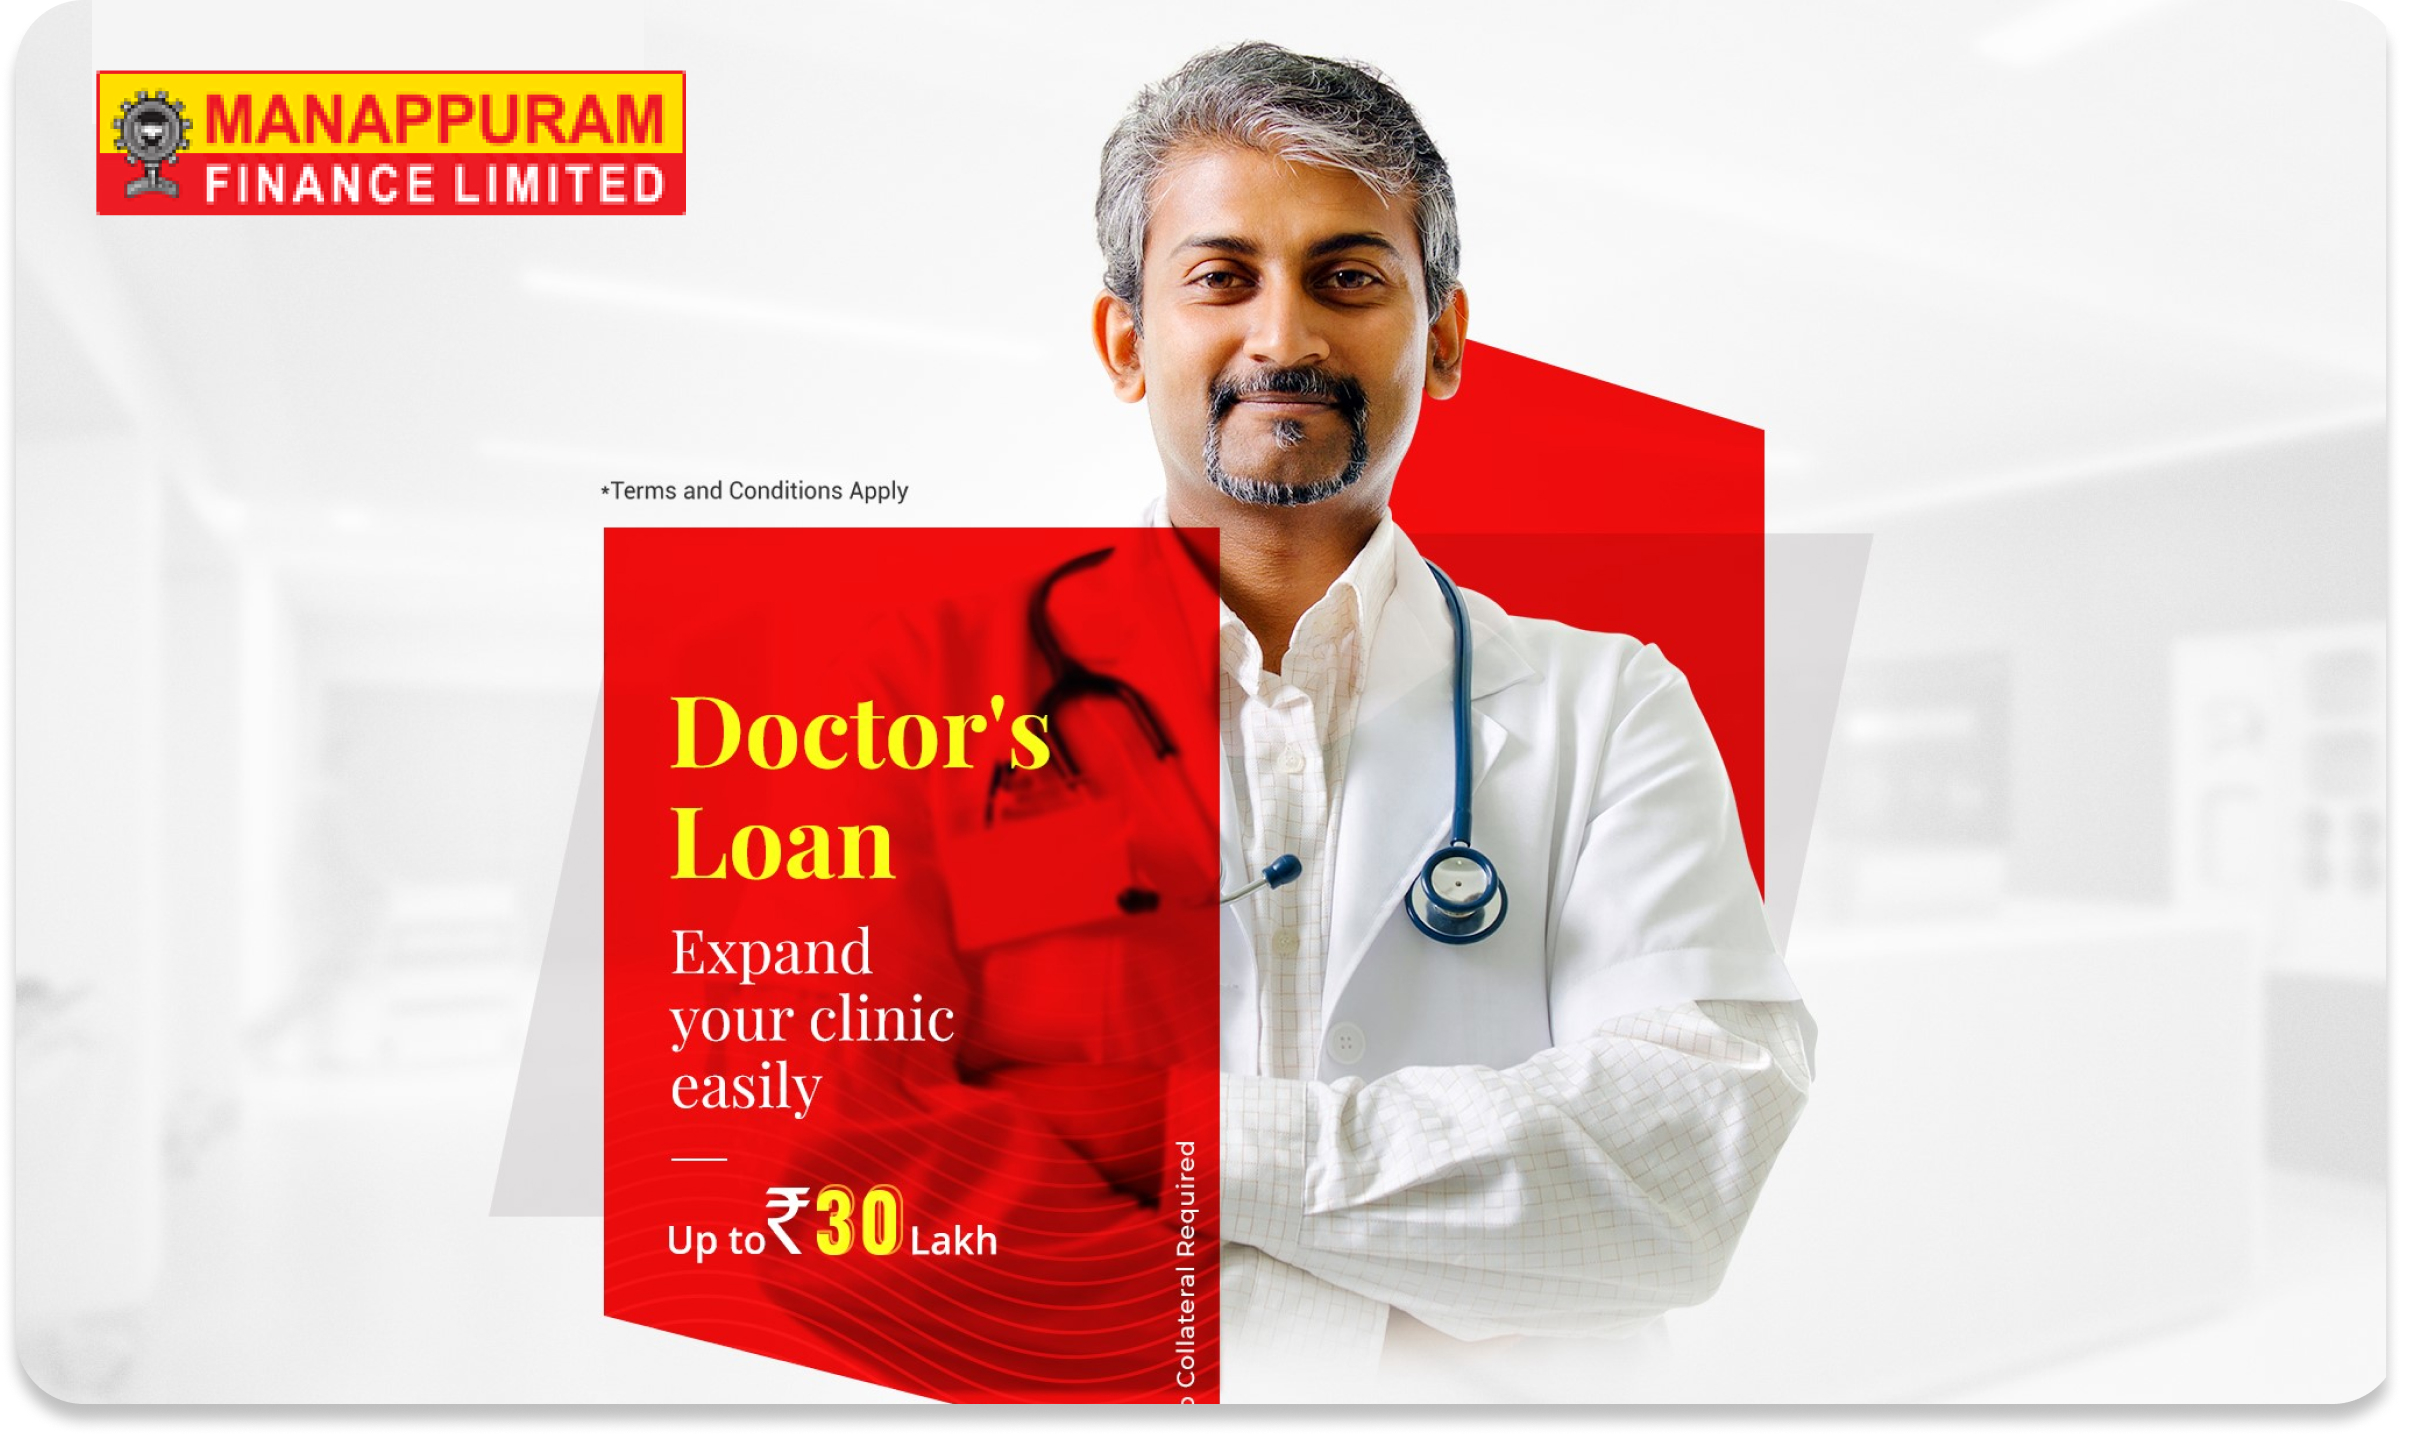 MANAPPURAM
FINANCE LIMITED
*Terms and Conditions Apply
Doctor's
Loan
Expand
your clinic
easily
Up to ₹30 Lakh
Collateral Required